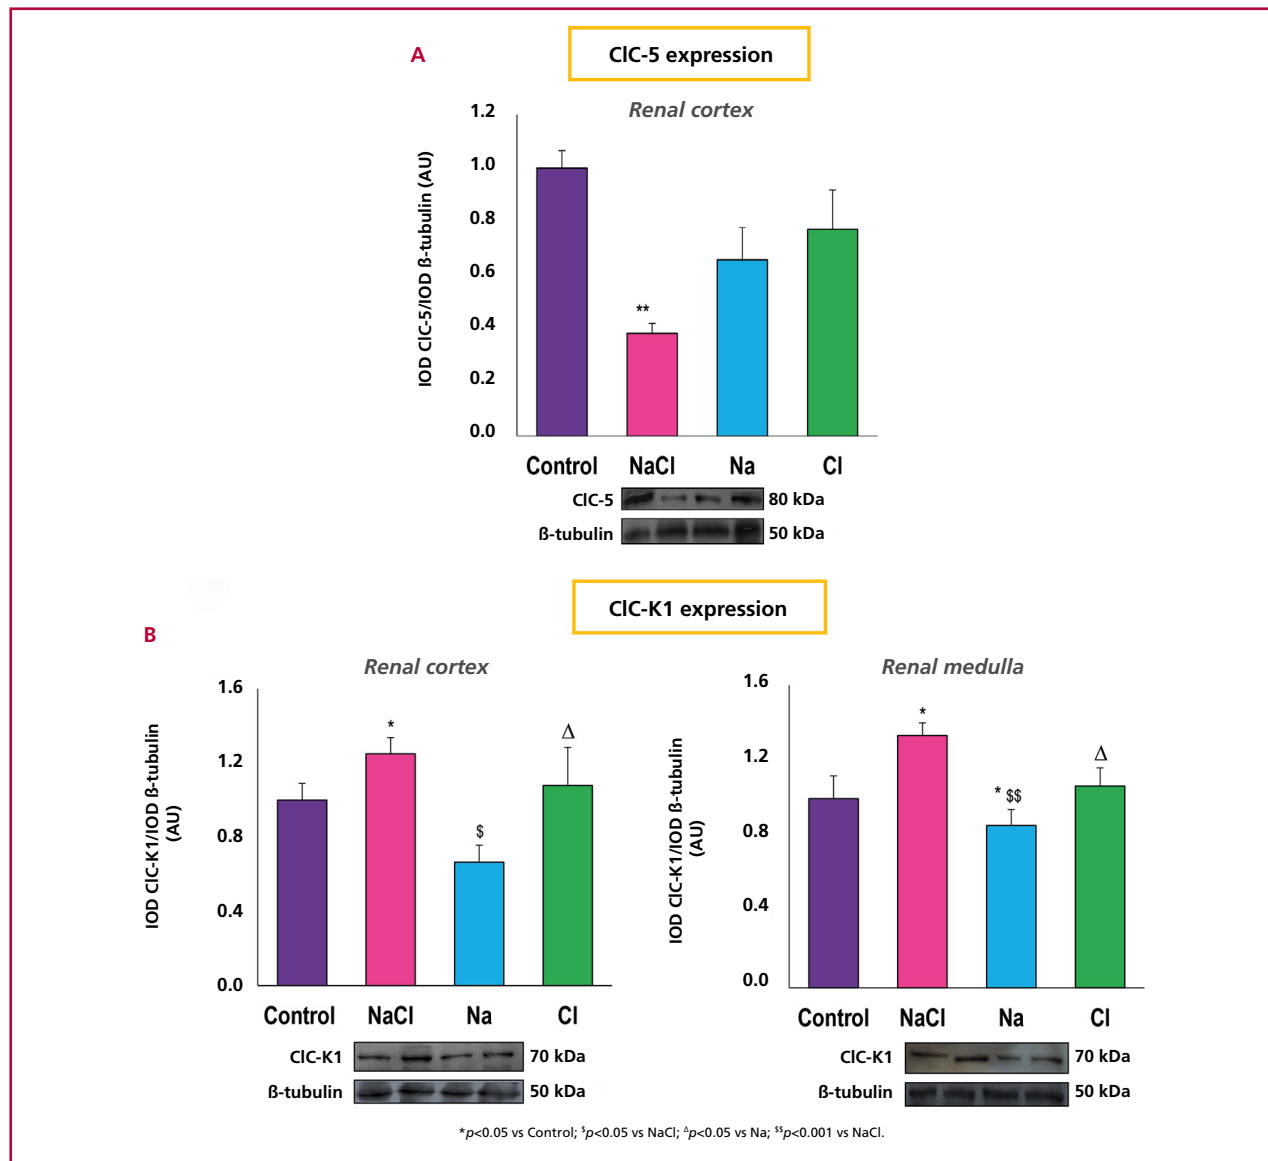 A
ClC-5 expression
Renal cortex
IOD ClC-5/IOD ß-tubulin (AU)
1.2
1.0
0.8
0.6
0.4
0.2
0.0
**
Control NaCl Na Cl
ClC-5 80 kDa
ß-tubulin 50 kDa
ClC-K1 expression
B
Renal cortex
IOD ClC-K1/IOD ß-tubulin
(AU)
1.6
1.2
0.8
0.4
0.0
*
$
Δ
Control NaCl Na Cl
ClC-K1 70 kDa
ß-tubulin 50 kDa
Renal medulla
IOD ClC-K1/IOD ß-tubulin
(AU)
1.6
1.2
0.8
0.4
0.0
*
* $$
Δ
Control NaCl Na Cl
ClC-K1 70 kDa
ß-tubulin 50 kDa
*p<0.05 vs Control; $p<0.05 vs NaCl; Δp<0.05 vs Na; $$p<0.001 vs NaCl.